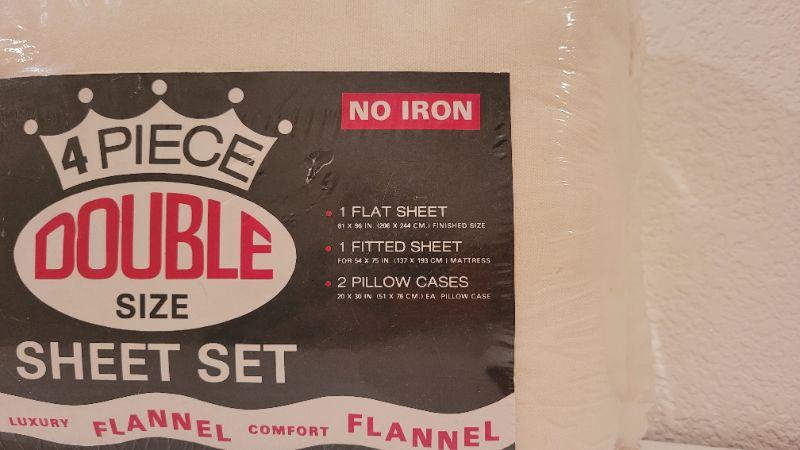 NO IRON
4 PIECE
DOUBLE
SIZE
SHEET SET
1 FLAT SHEET
81 X 96 IN. (206 X 244 CM.) FINISHED SIZE
1 FITTED SHEET
FOR 54 X 75 IN. (137 X 193 CM.) MATTRESS
2 PILLOW CASES
20 X 30 IN. (51 X 76 CM.) EA. PILLOW CASE
LUXURY FLANNEL COMFORT FLANNEL